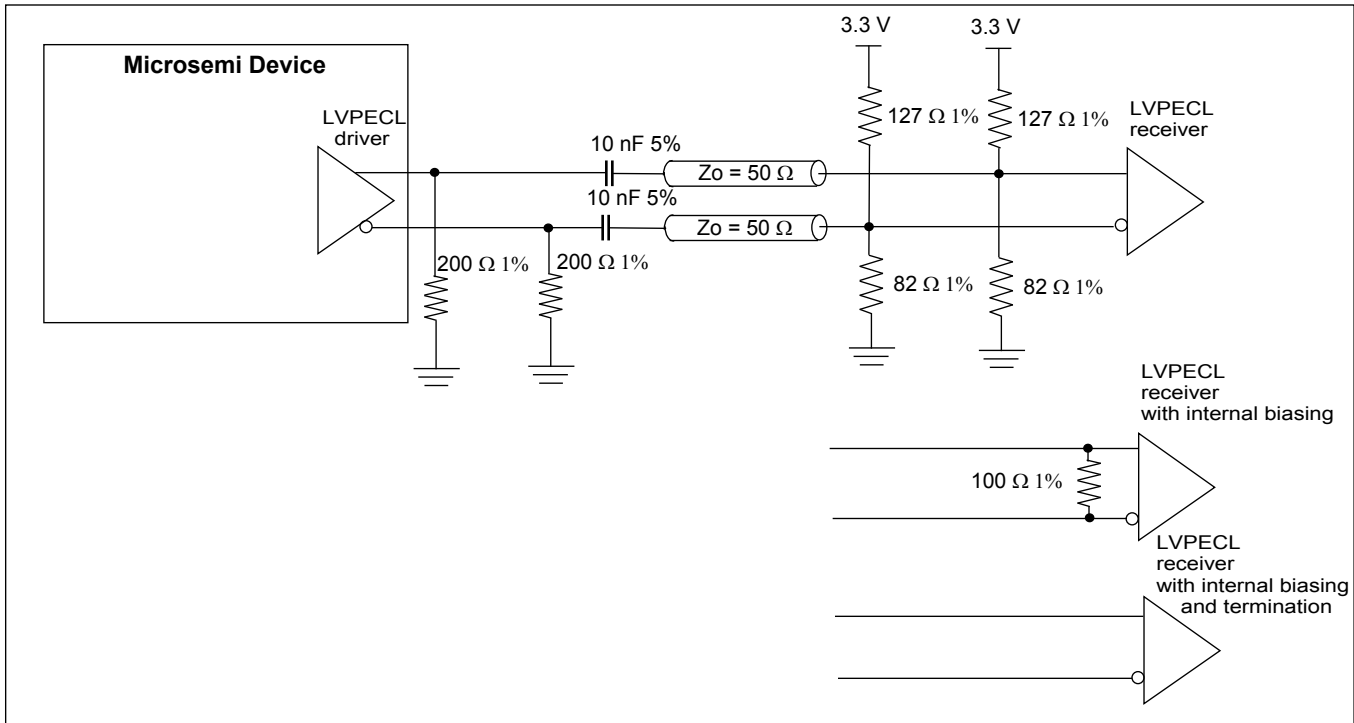 3.3 V
3.3 V
Microsemi Device
LVPECL
driver
127 Ω 1%
127 Ω 1%
LVPECL
receiver
10 nF 5%
Zo = 50 Ω
10 nF 5%
Zo = 50 Ω
200 Ω 1%
200 Ω 1%
82 Ω 1%
82 Ω 1%
LVPECL
receiver
with internal biasing
100 Ω 1%
LVPECL
receiver
with internal biasing
and termination